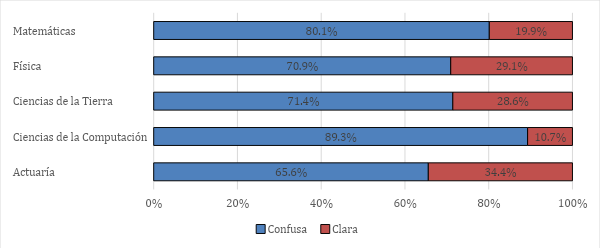 Matemáticas 80.1% 19.9%
Física 70.9% 29.1%
Ciencias de la Tierra 71.4% 28.6%
Ciencias de la Computación 89.3% 10.7%
Actuaría 65.6% 34.4%
0% 20% 40% 60% 80% 100%
Confusa Clara